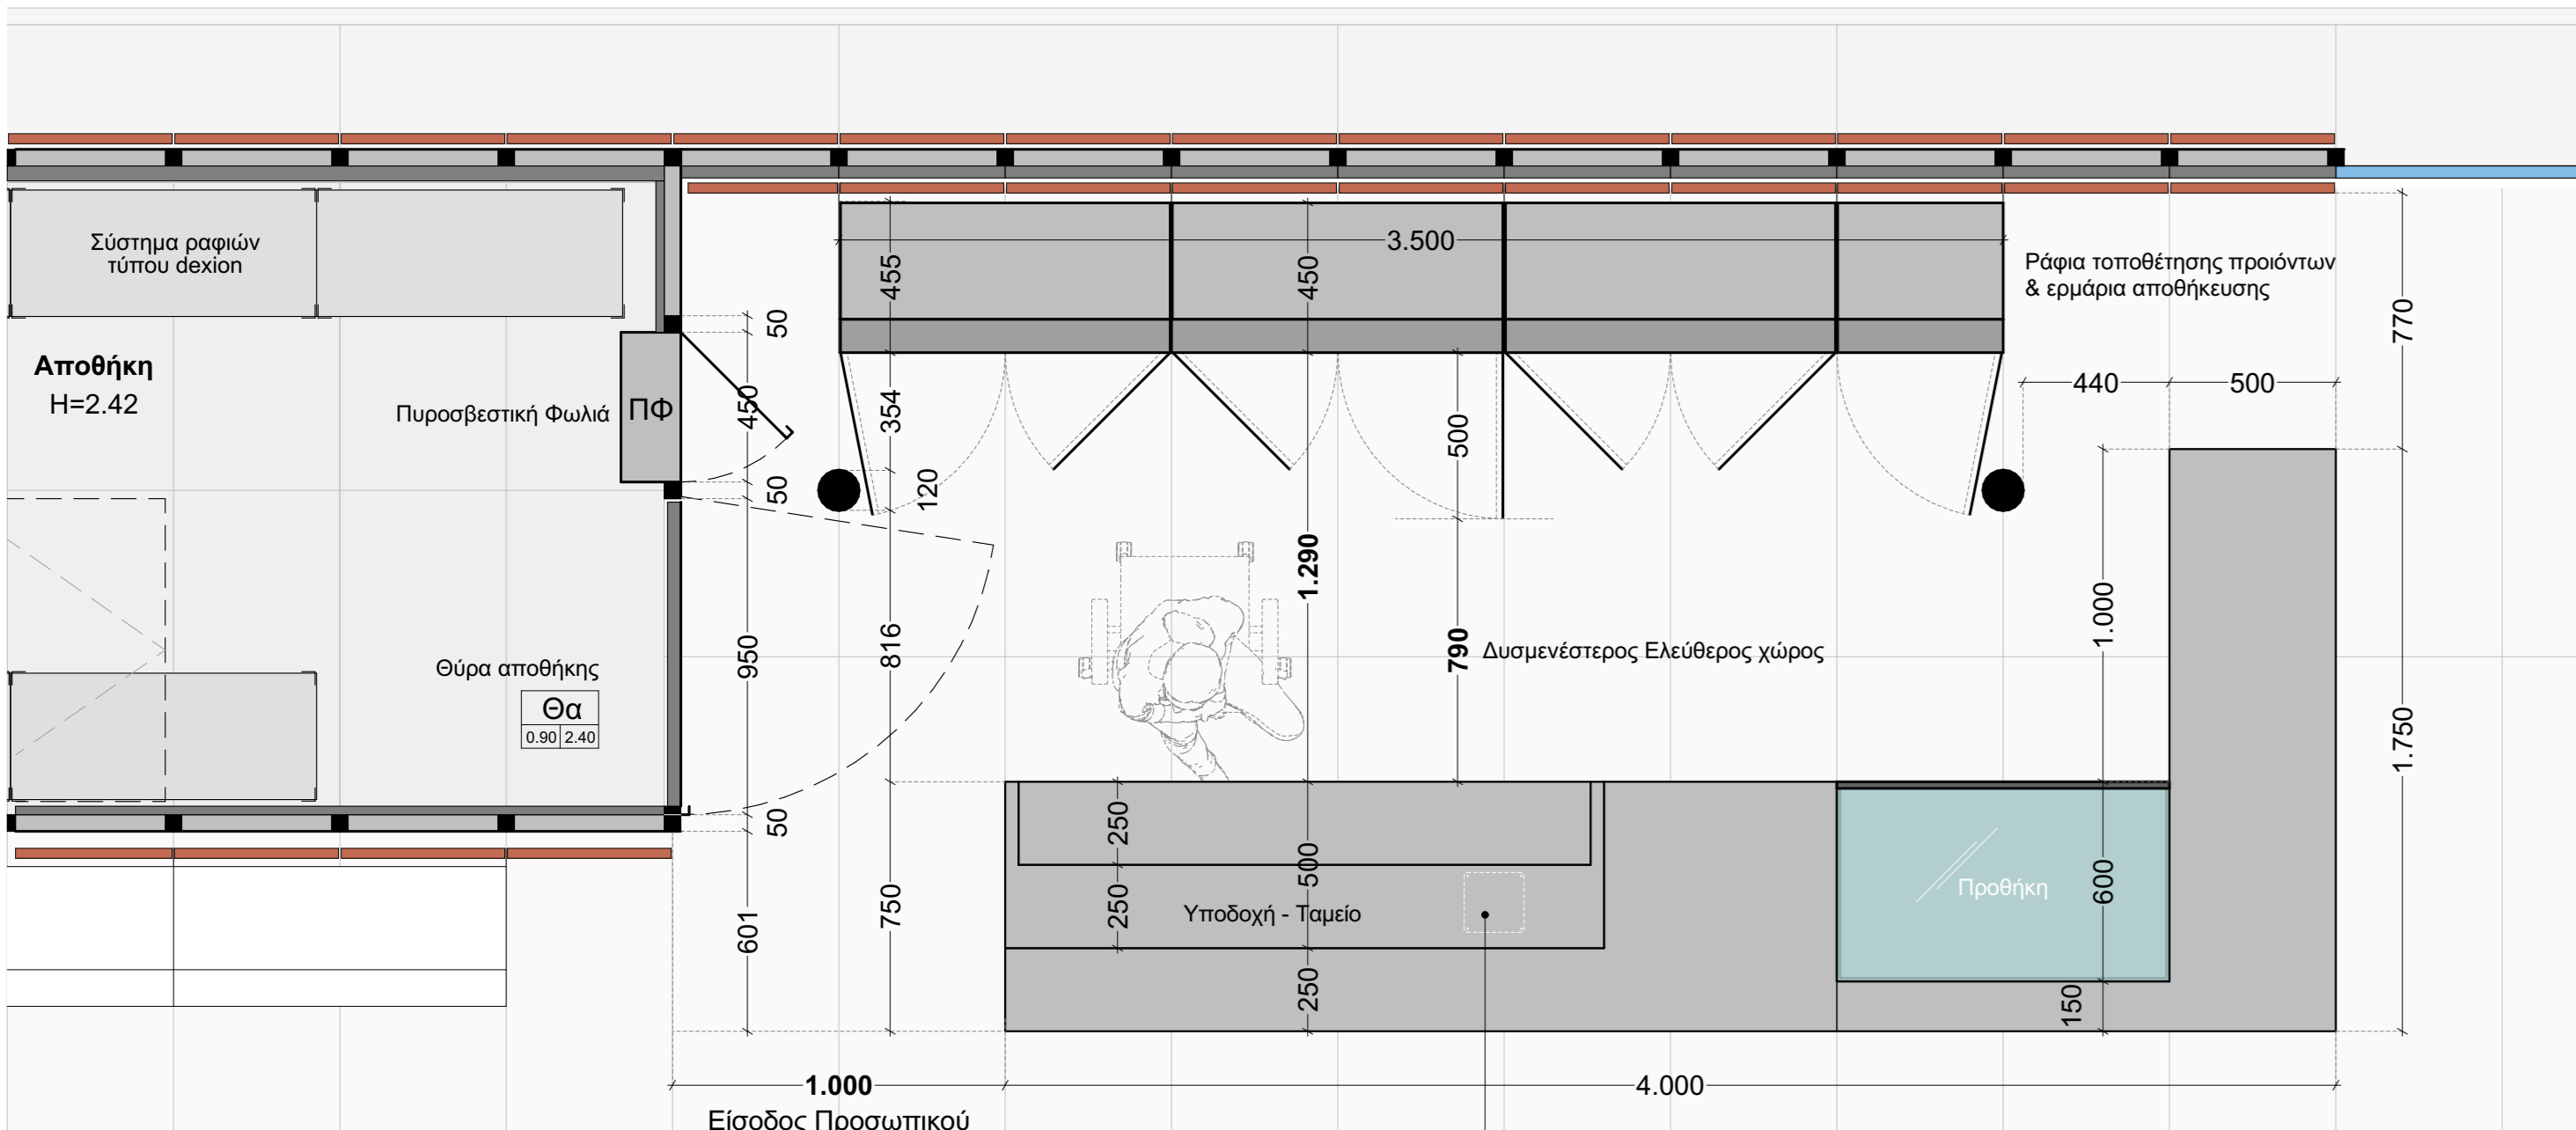 Σύστημα ραφιών
τύπου dexion
3.500
455
450
Ράφια τοποθέτησης προιόντων
& ερμάρια αποθήκευσης
50
770
Αποθήκη
H=2.42
Πυροσβεστική Φωλιά
ΠΦ
450
354
500
440
500
50
120
1.290
1.000
950
816
790
Δυσμενέστερος Ελεύθερος χώρος
Θύρα αποθήκης
Θα
0.90
2.40
1.750
50
250
500
250
Υποδοχή - Ταμείο
Προθήκη
600
601
750
250
150
1.000
4.000
Είσοδος Προσωπικού